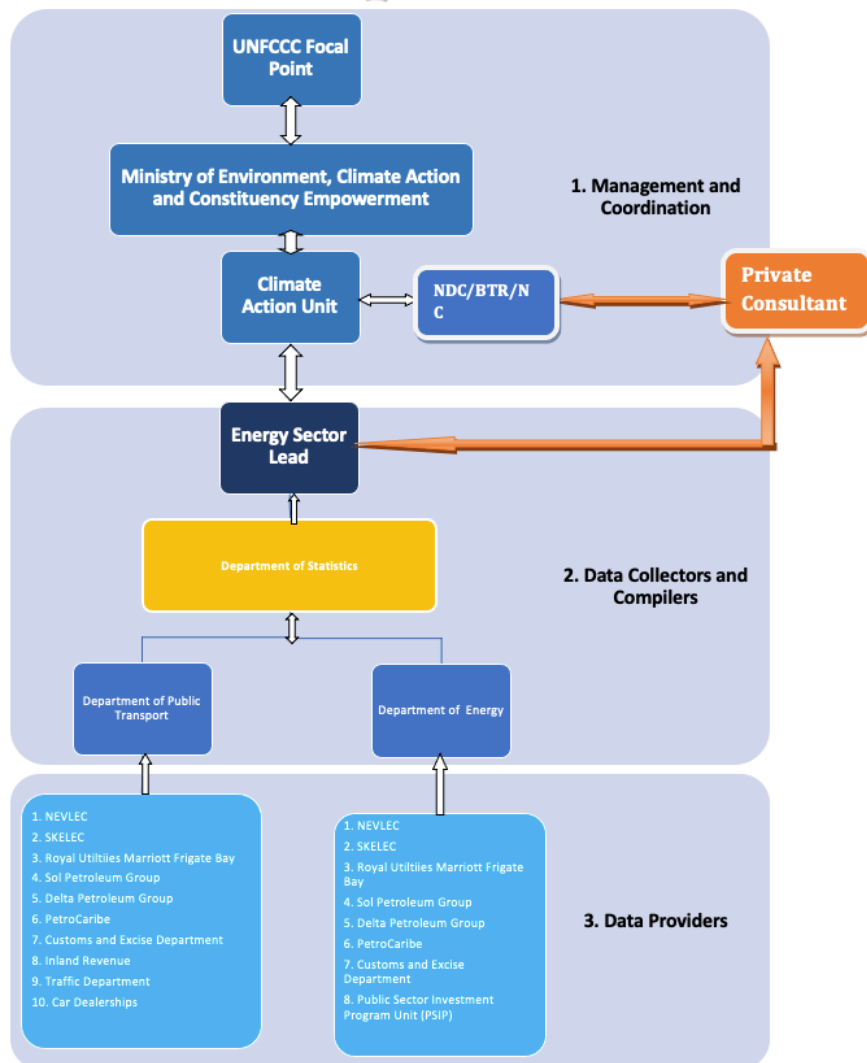 UNFCCC Focal
Point
Ministry of Environment, Climate Action
and Constituency Empowerment
1. Management and
Coordination
Climate
Action Unit
NDC/BTR/N
C
Private
Consultant
Energy Sector
Lead
Department of Statistics
2. Data Collectors and
Compilers
Department of Public
Transport
Department of  Energy
1. NEVLEC
2. SKELEC
3. Royal Utiltiies Marriott Frigate Bay
4. Sol Petroleum Group
5. Delta Petroleum Group
6. PetroCaribe
7. Customs and Excise Department
8. Inland Revenue
9. Traffic Department
10. Car Dealerships
1. NEVLEC
2. SKELEC
3. Royal Utiltiies Marriott Frigate
Bay
4. Sol Petroleum Group
5. Delta Petroleum Group
6. PetroCaribe
7. Customs and Excise
Department
8. Public Sector Investment
Program Unit (PSIP)
3. Data Providers